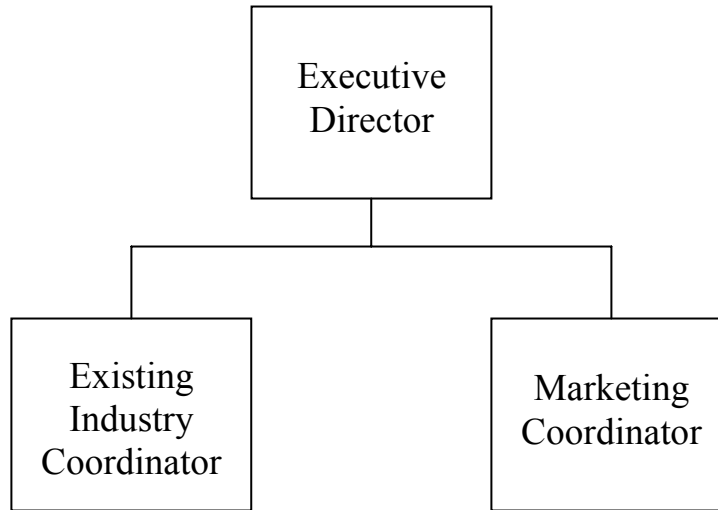 Executive
Director
Existing
Industry
Coordinator
Marketing
Coordinator